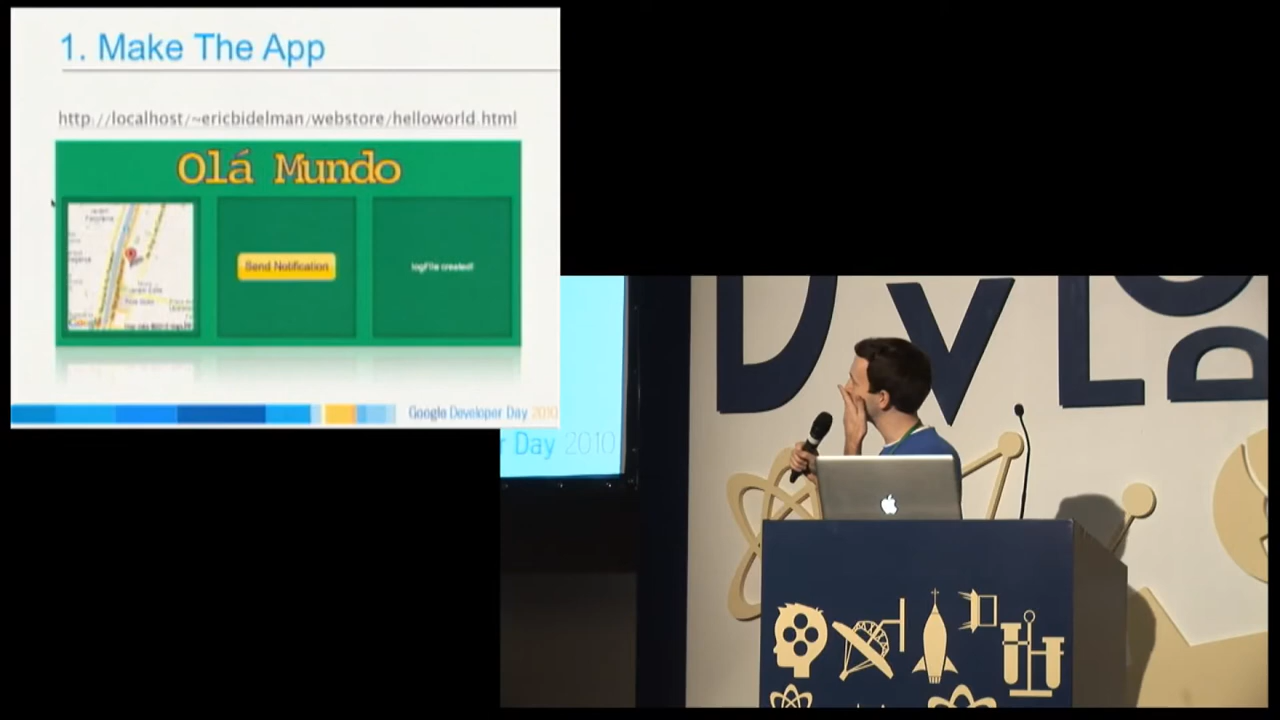 1. Make The App
http://localhost/~ericbidelman/webstore/helloworld.html
Olá Mundo
Send Notification
logFile created!
Google Developer Day 2010
r Day 2010
D V L
D